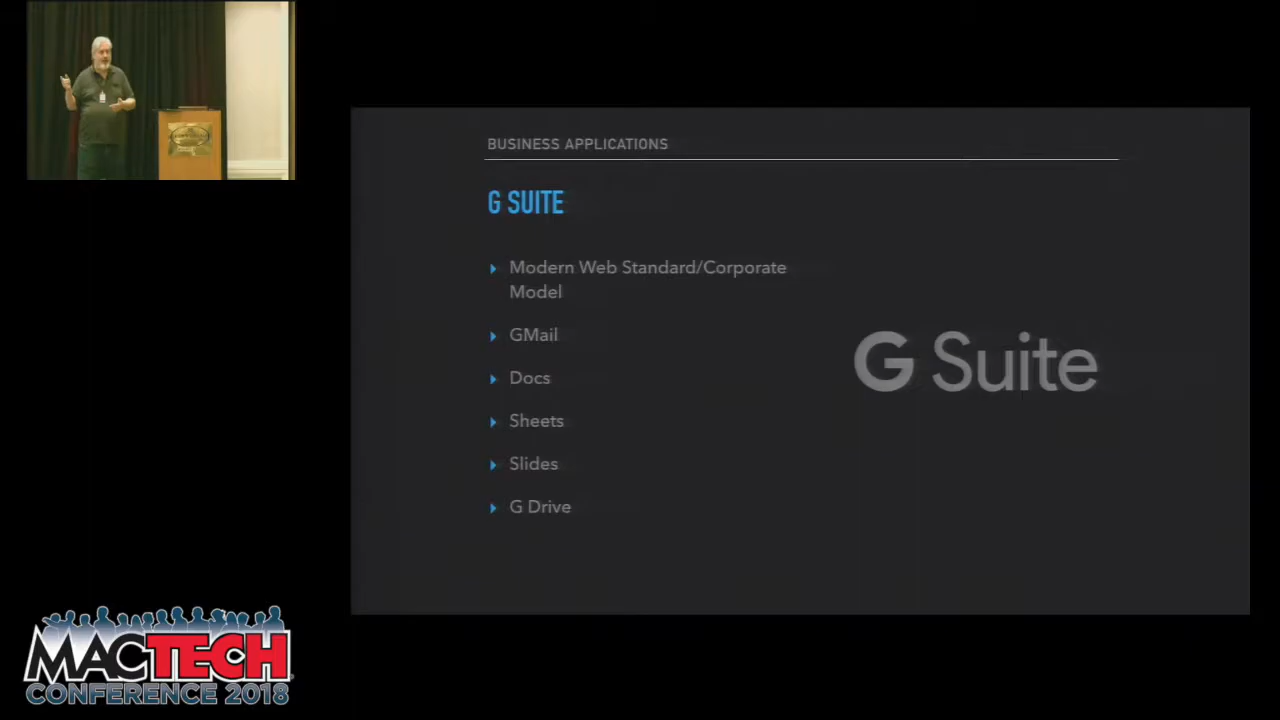 BUSINESS APPLICATIONS
G SUITE
Modern Web Standard/Corporate
Model
GMail
Docs
Sheets
Slides
G Drive
G Suite
MACTECH
CONFERENCE 2018